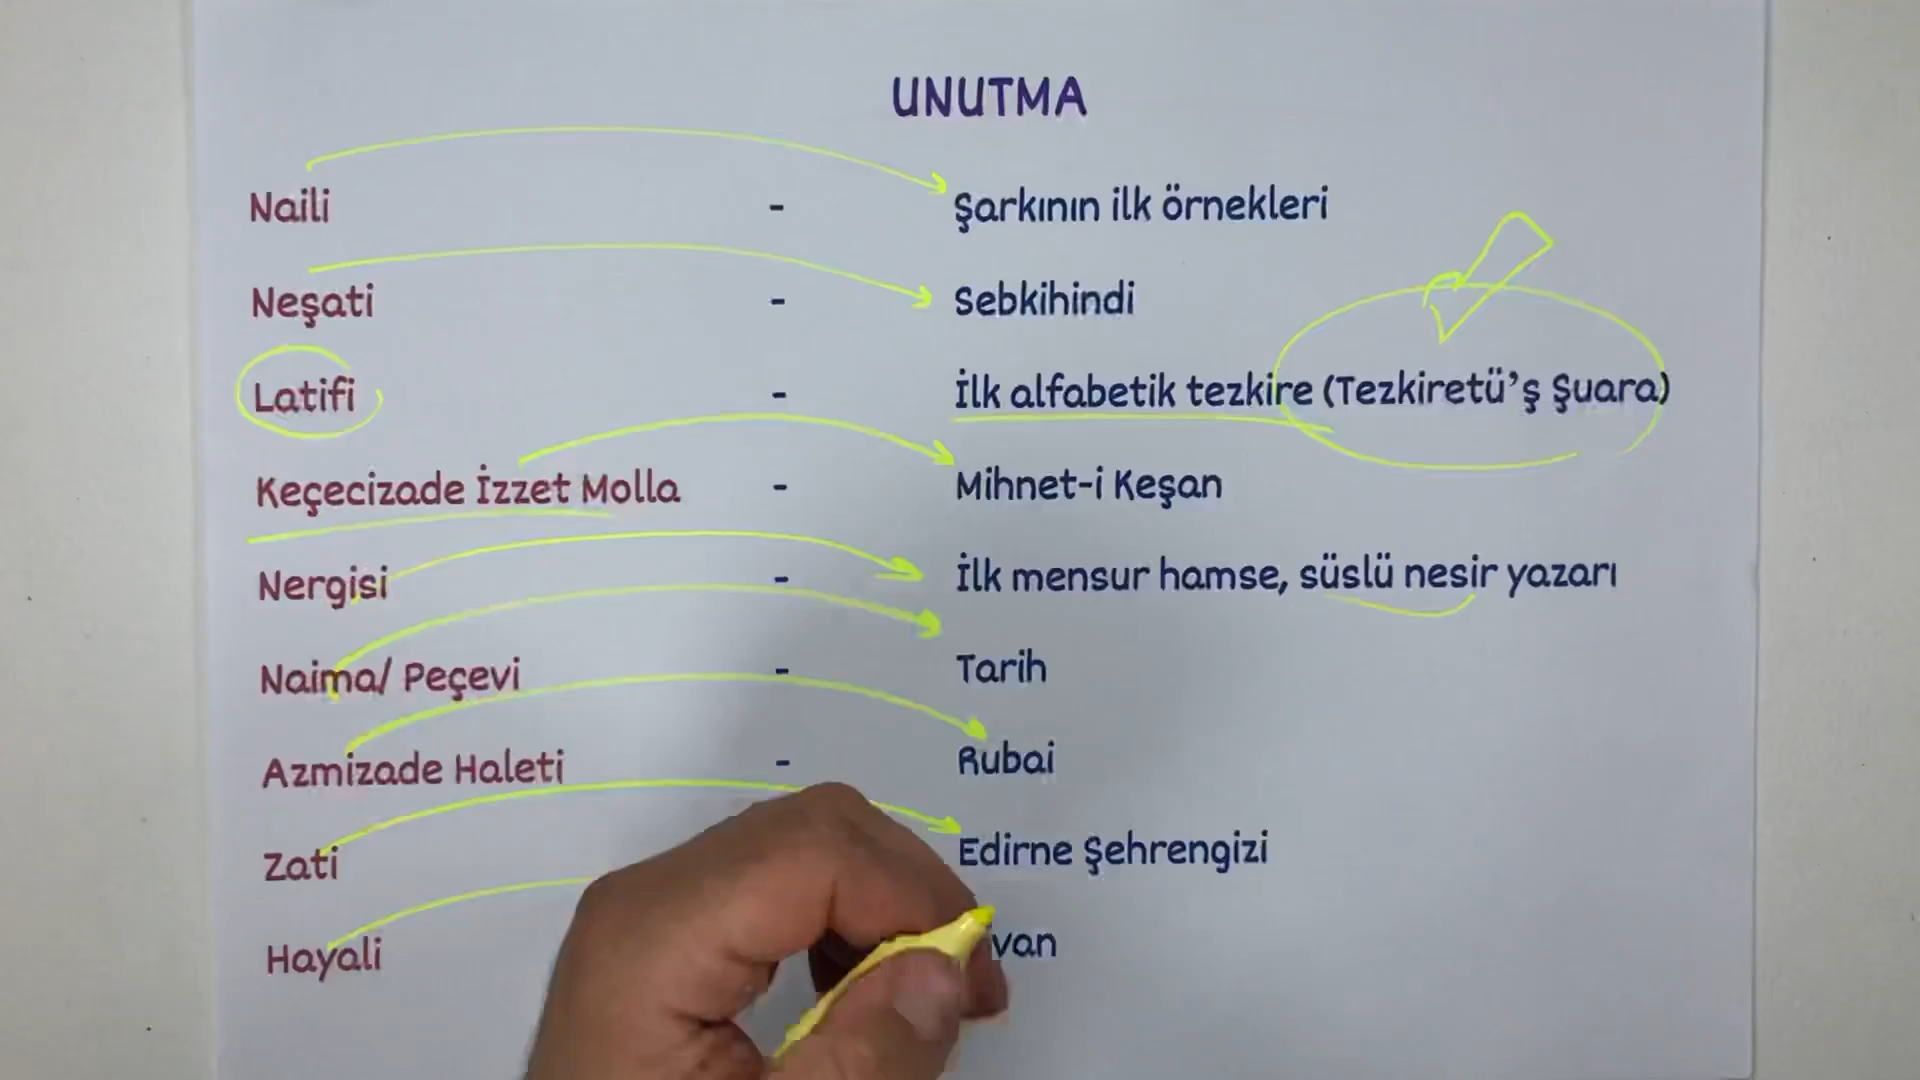 UNUTMA
Naili - Şarkının ilk örnekleri
Neşati - Sebkihindi
Latifi - İlk alfabetik tezkire (Tezkiretü’ş Şuara)
Keçecizade İzzet Molla - Mihnet-i Keşan
Nergisi - İlk mensur hamse, süslü nesir yazarı
Naima/ Peçevi - Tarih
Azmizade Haleti - Rubai
Zati Edirne Şehrengizi
Hayali